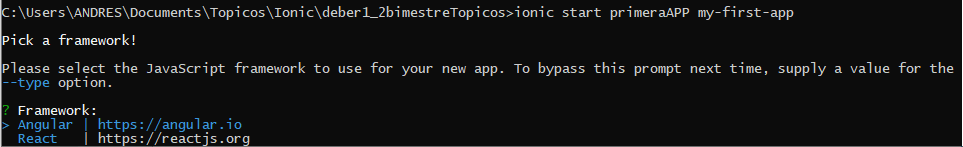 C:\Users\ANDRES\Documents\Topicos\Ionic\deber1_2bimestreTopicos>ionic start primeraAPP my-first-app
Pick a framework!
Please select the JavaScript framework to use for your new app. To bypass this prompt next time, supply a value for the
--type option.
? Framework:
> Angular | https://angular.io
React | https://reactjs.org